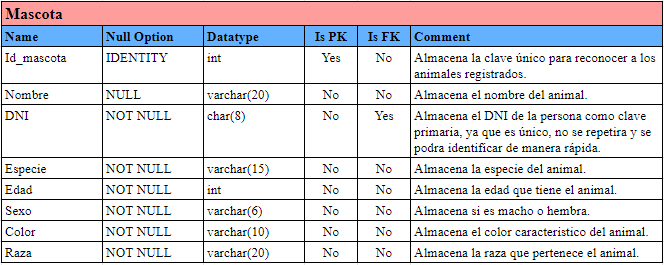 Mascota
Name Null Option Datatype Is PK Is FK Comment
Id_mascota IDENTITY int Yes No Almacena la clave único para reconocer a los
animales registrados.
Nombre NULL varchar(20) No No Almacena el nombre del animal.
DNI NOT NULL char(8) No Yes Almacena el DNI de la persona como clave
primaria, ya que es único, no se repetira y se
podra identificar de manera rápida.
Especie NOT NULL varchar(15) No No Almacena la especie del animal.
Edad NOT NULL int No No Almacena la edad que tiene el animal.
Sexo NOT NULL varchar(6) No No Almacena si es macho o hembra.
Color NOT NULL varchar(10) No No Almacena el color caracteristico del animal.
Raza NOT NULL varchar(20) No No Almacena la raza que pertenece el animal.